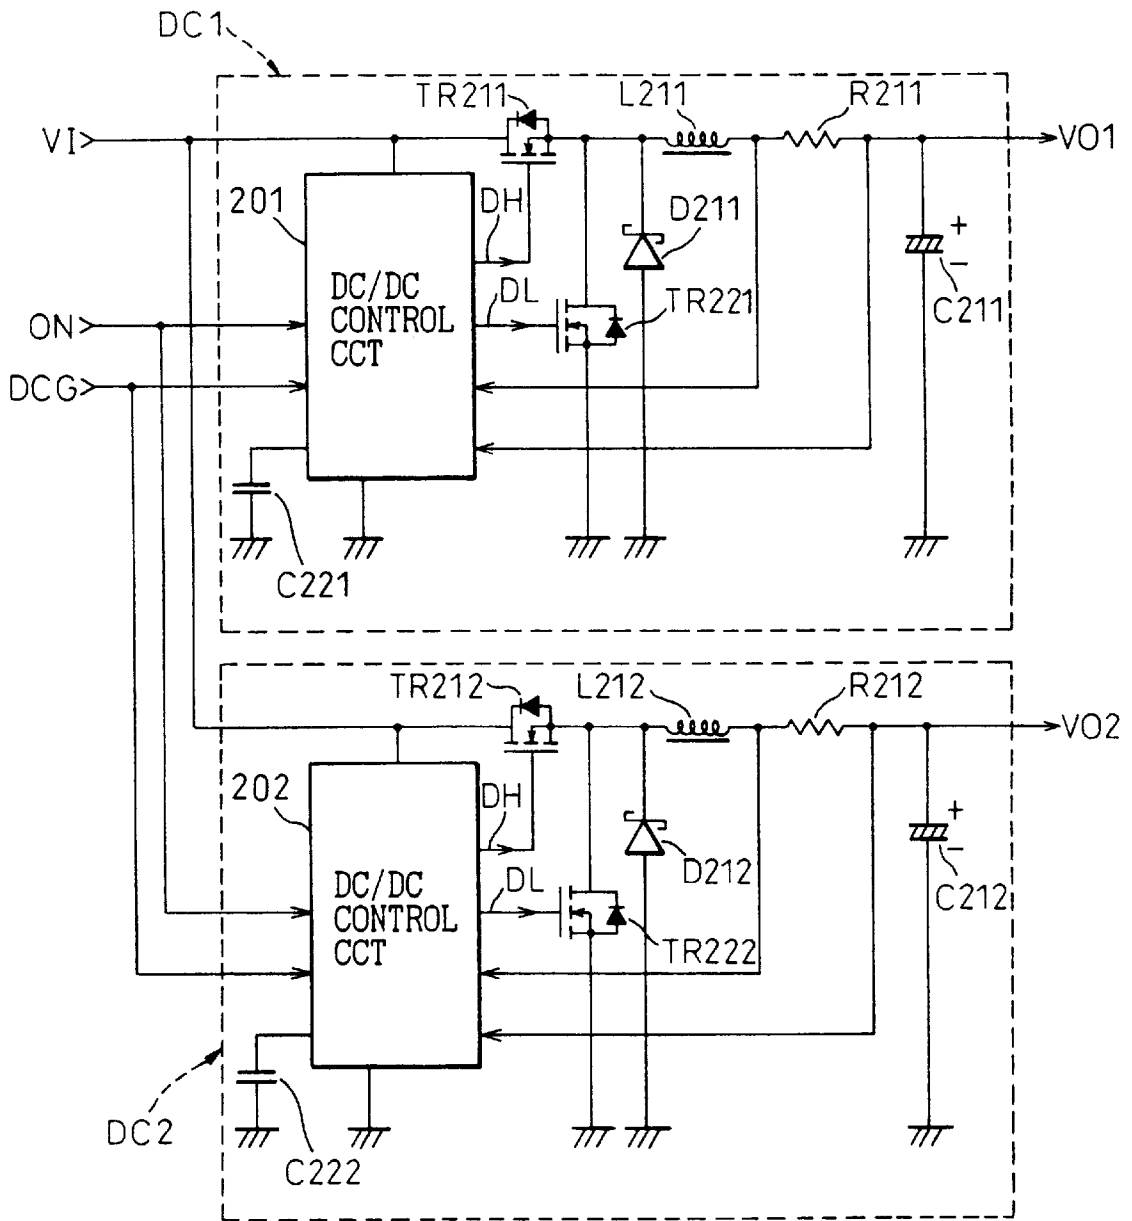 DC1
TR211
L211
R211
VI
VO1
201
DH
D211
+
−
DC/DC
CONTROL
CCT
DL
TR221
C211
ON
DCG
C221
TR212
L212
R212
VO2
202
DH
+
−
D212
DC/DC
CONTROL
CCT
DL
C212
TR222
DC2
C222